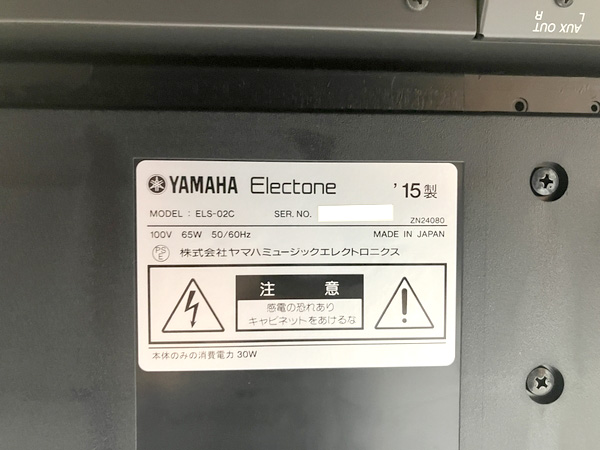 AUX OUT
L
R
YAMAHA Electone '15製
MODEL : ELS-02C SER. NO.
ZN24080
100V 65W 50/60Hz MADE IN JAPAN
PS E 株式会社ヤマハミュージックエレクトロニクス
注 意
感電の恐れあり
キャビネットをあけるな
本体のみの消費電力 30W